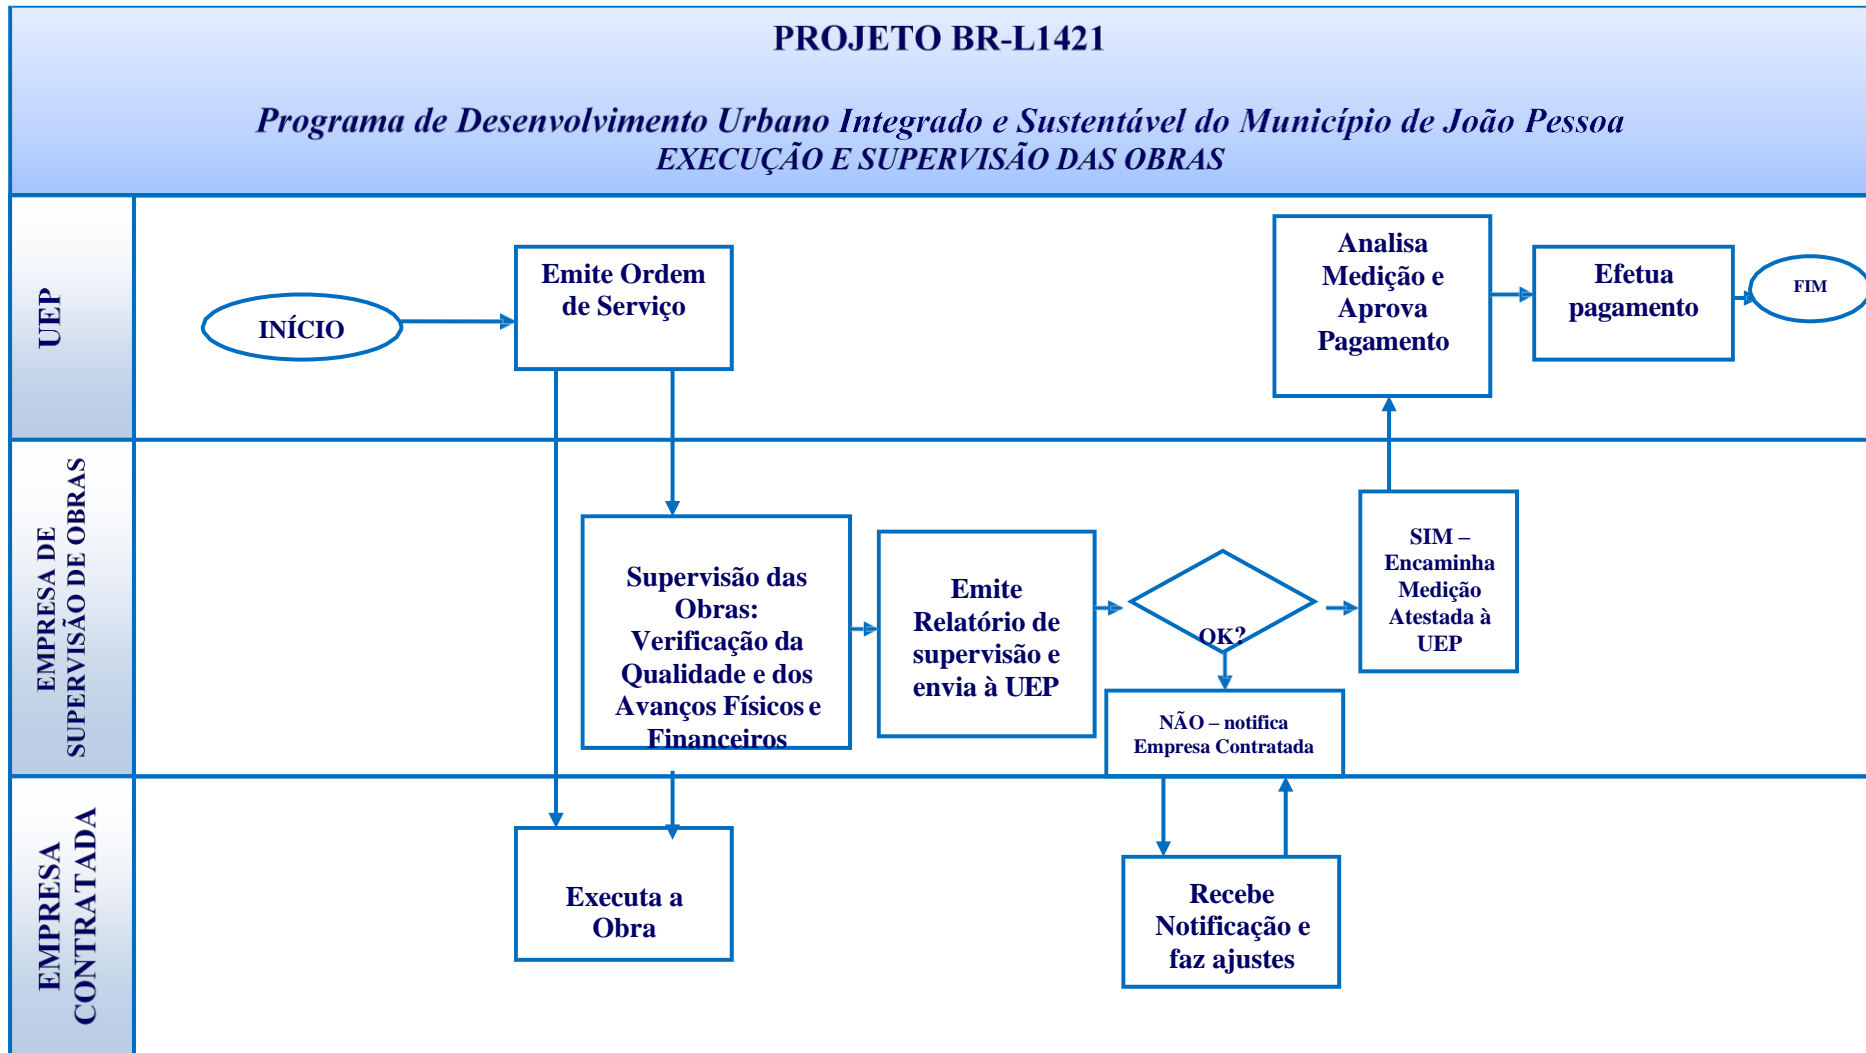 PROJETO BR-L1421
Programa de Desenvolvimento Urbano Integrado e Sustentável do Município de João Pessoa
EXECUÇÃO E SUPERVISÃO DAS OBRAS
UEP
INÍCIO
Emite Ordem
de Serviço
Analisa
Medição e
Aprova
Pagamento
Efetua
pagamento
FIM
EMPRESA DE
SUPERVISÃO DE OBRAS
Supervisão das
Obras:
Verificação da
Qualidade e dos
Avanços Físicos e
Financeiros
Emite
Relatório de
supervisão e
envia à UEP
OK?
SIM –
Encaminha
Medição
Atestada à
UEP
NÃO – notifica
Empresa Contratada
EMPRESA
CONTRATADA
Executa a
Obra
Recebe
Notificação e
faz ajustes